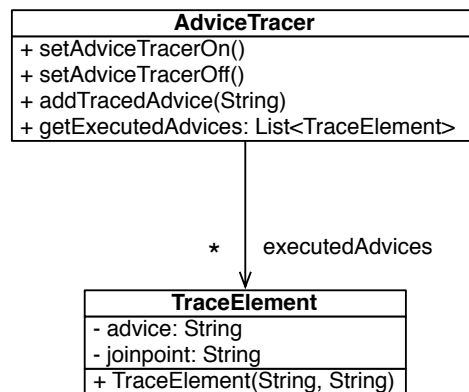 AdviceTracer
+ setAdviceTracerOn()
+ setAdviceTracerOff()
+ addTracedAdvice(String)
+ getExecutedAdvices: List<TraceElement>
* executedAdvices
TraceElement
- advice: String
- joinpoint: String
+ TraceElement(String, String)